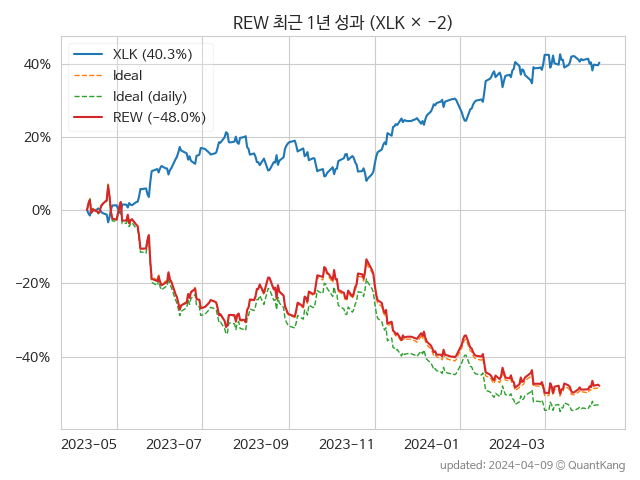 REW 최근 1년 성과 (XLK × −2)
XLK (40.3%)
Ideal
Ideal (daily)
REW (−48.0%)
40%
20%
0%
−20%
−40%
2023−05 2023−07 2023−09 2023−11 2024−01 2024−03
updated: 2024−04−09 © QuantKang